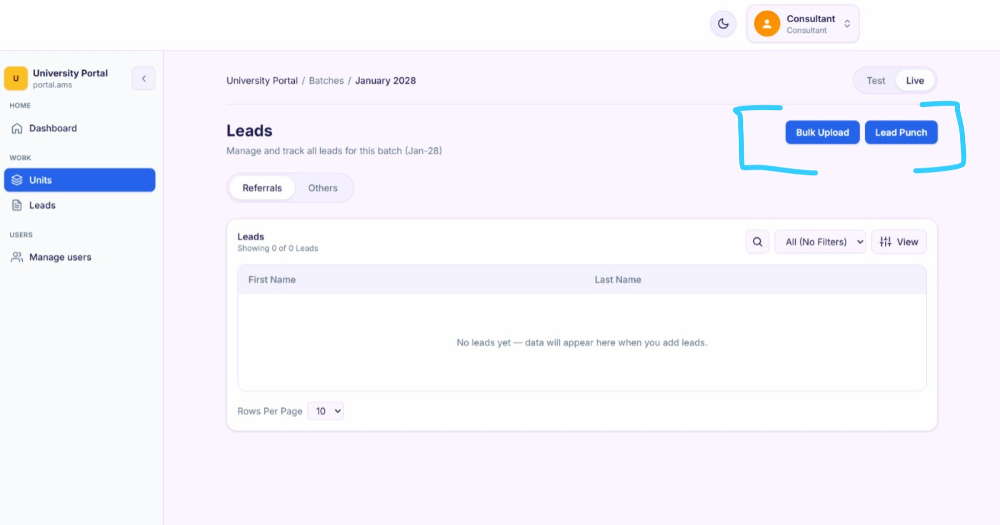 Consultant
Consultant
U
University Portal
portal.ams
HOME
Dashboard
WORK
Units
Leads
USERS
Manage users
University Portal / Batches / January 2028
Test Live
Leads
Manage and track all leads for this batch (Jan-28)
Bulk Upload Lead Punch
Referrals Others
Leads
Showing 0 of 0 Leads
All (No Filters) View
First Name Last Name
No leads yet — data will appear here when you add leads.
Rows Per Page 10